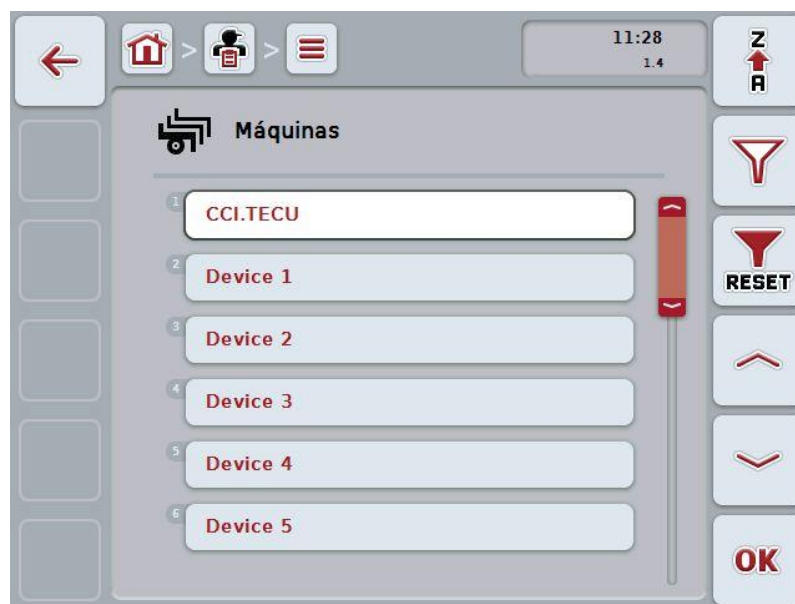 11:28
1.4
Z
A
Máquinas
1
CCI.TECU
2
Device 1
RESET
3
Device 2
4
Device 3
5
Device 4
6
Device 5
OK